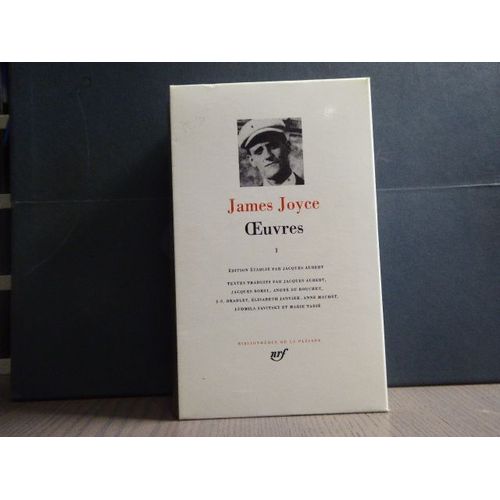 James Joyce
Œuvres
I
ÉDITION ÉTABLIE PAR JACQUES AUBERT
TEXTES TRADUITS PAR JACQUES AUBERT,
JACQUES BOREL, ANDRÉ DU BOUCHET,
J.-S. BRADLEY, ÉLISABETH JANVIER, ANNE MACHET,
LUDMILA SAVITZKY ET MARIE TADIÉ
BIBLIOTHÈQUE DE LA PLÉIADE
nrf